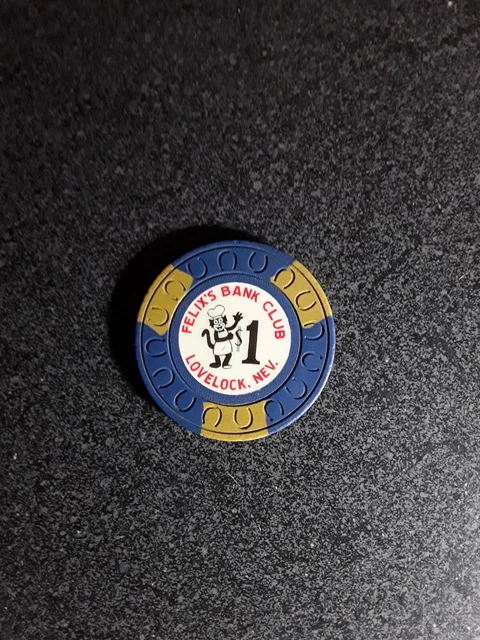 FELIX'S BANK CLUB
$1
LOVELOCK, NEV.